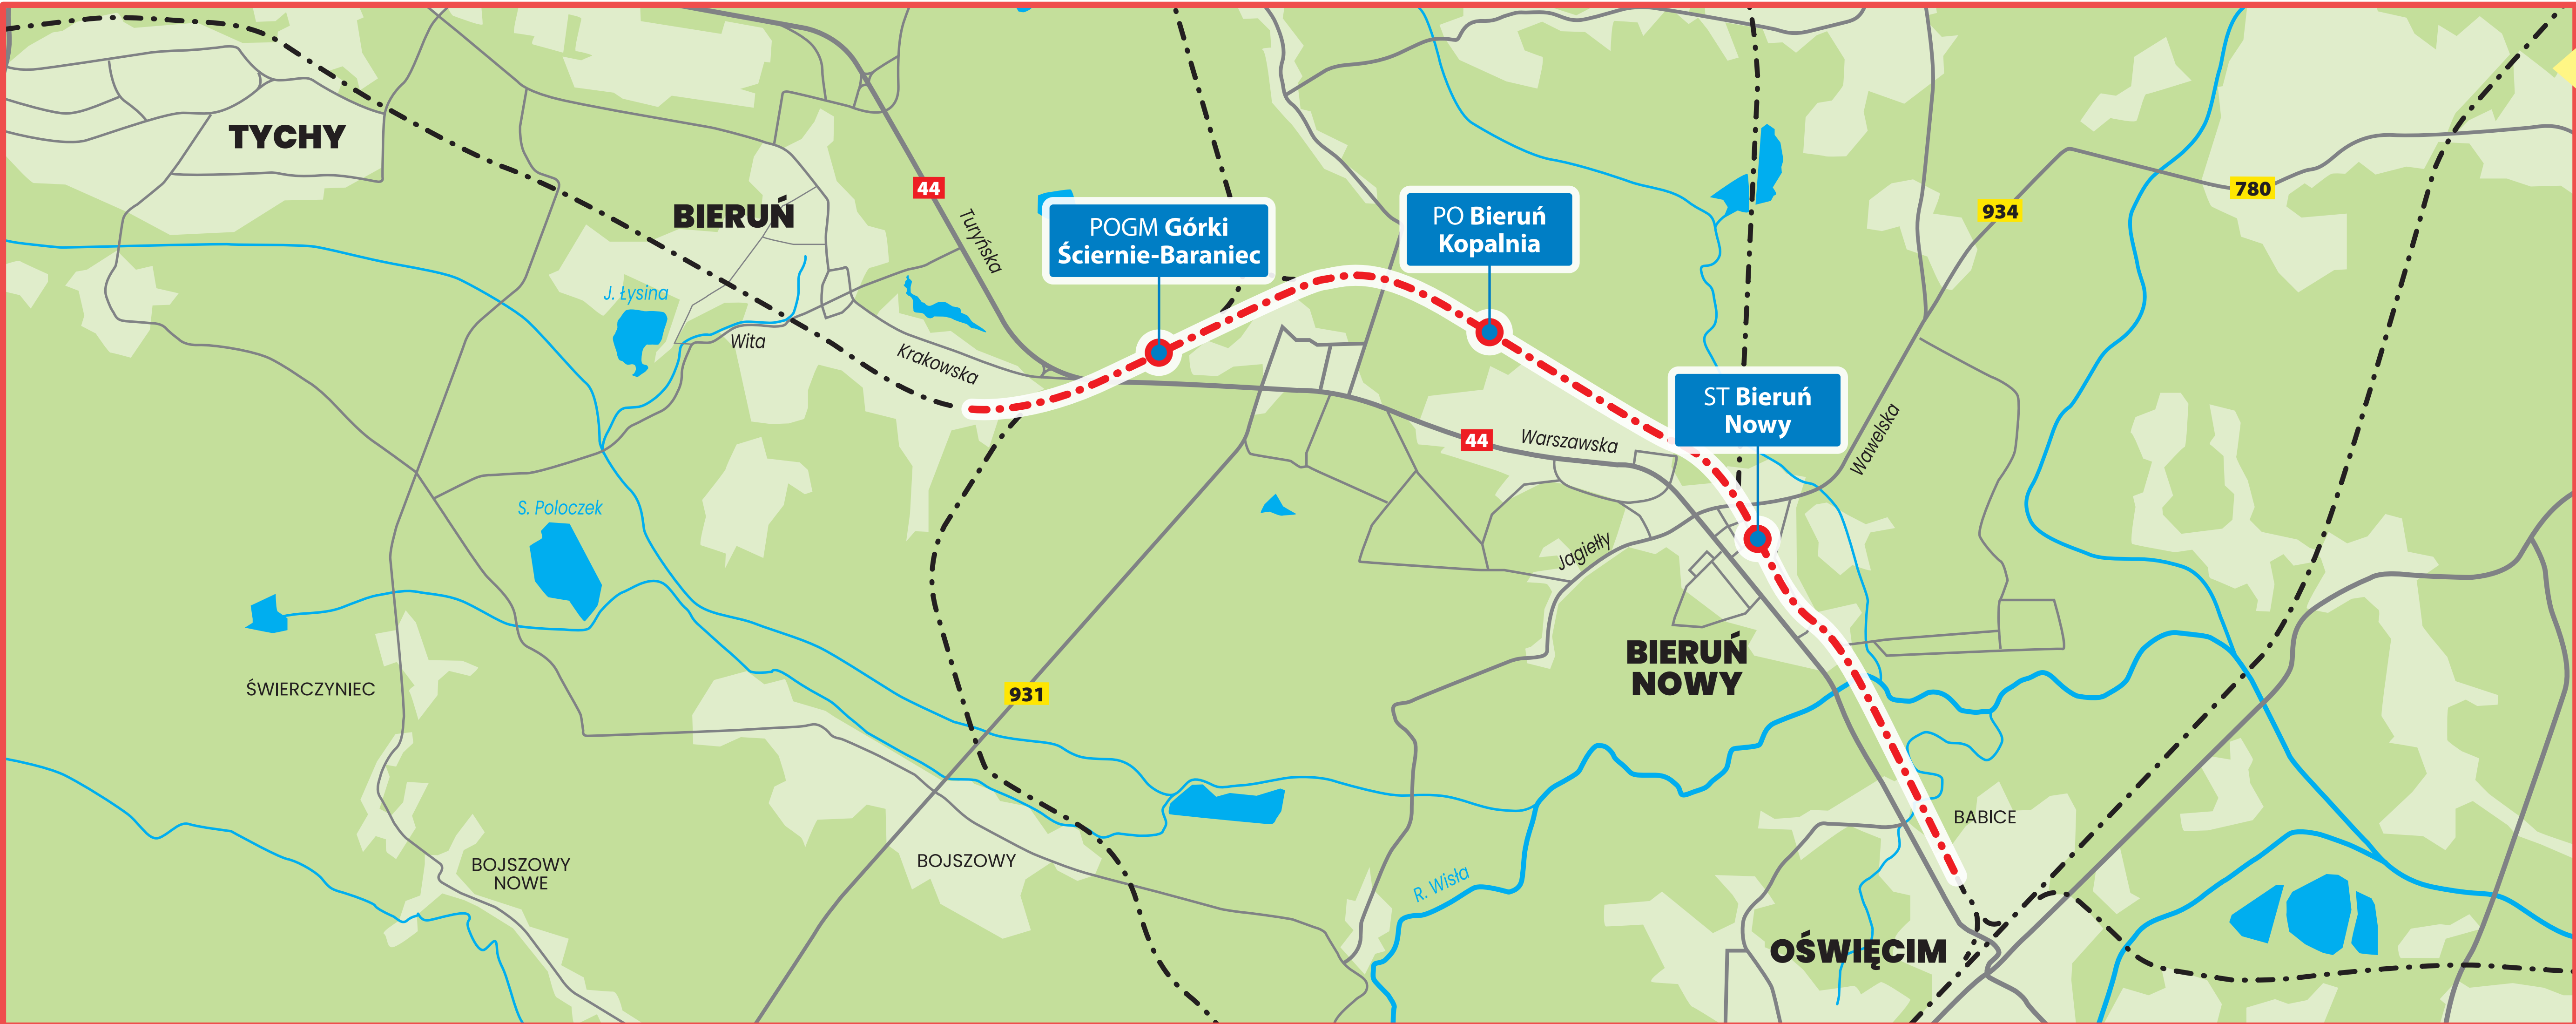 TYCHY
BIERUŃ
44
Turyńska
POGM Górki
Ściernie-Baraniec
PO Bieruń
Kopalnia
934
780
J. Łysina
Wita
Krakowska
ST Bieruń
Nowy
44
Warszawska
Wawelska
S. Poloczek
Jagiełły
ŚWIERCZYNIEC
931
BIERUŃ
NOWY
BABICE
BOJSZOWY
NOWE
BOJSZOWY
R. Wisła
OŚWIĘCIM